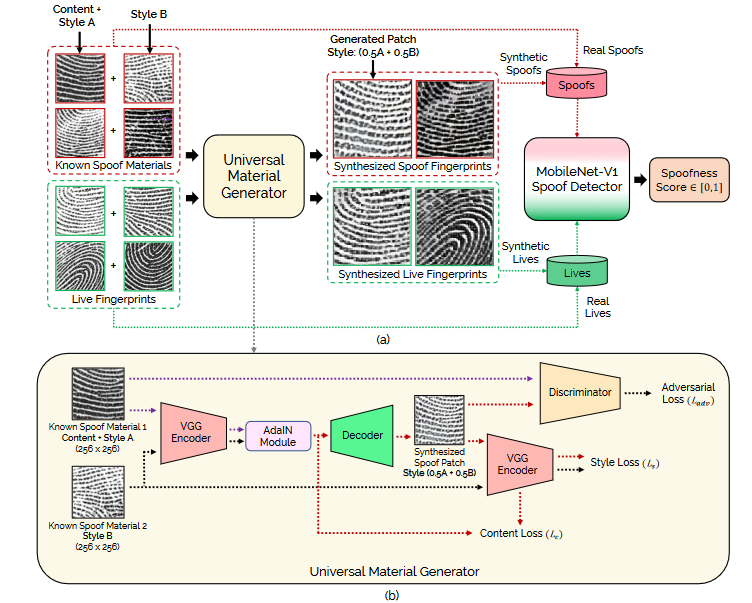 Content +
Style A
Style B
Generated Patch
Style: (0.5A + 0.5B)
Synthetic
Spoofs
Real Spoofs
Spoofs
+
+
+
+
Known Spoof Materials
Universal
Material
Generator
Synthesized Spoof Fingerprints
MobileNet-V1
Spoof Detector
Spoofness
Score ∈ [0,1]
Live Fingerprints
Synthesized Live Fingerprints
Synthetic
Lives
Lives
Real
Lives
(a)
Known Spoof Material 1
Content + Style A
(256 x 256)
VGG
Encoder
AdaIN
Module
Decoder
Synthesized
Spoof Patch
Style (0.5A + 0.5B)
Discriminator
Adversarial
Loss (Ladv)
VGG
Encoder
Style Loss (Ls)
Known Spoof Material 2
Style B
(256 x 256)
Content Loss (Lc)
Universal Material Generator
(b)